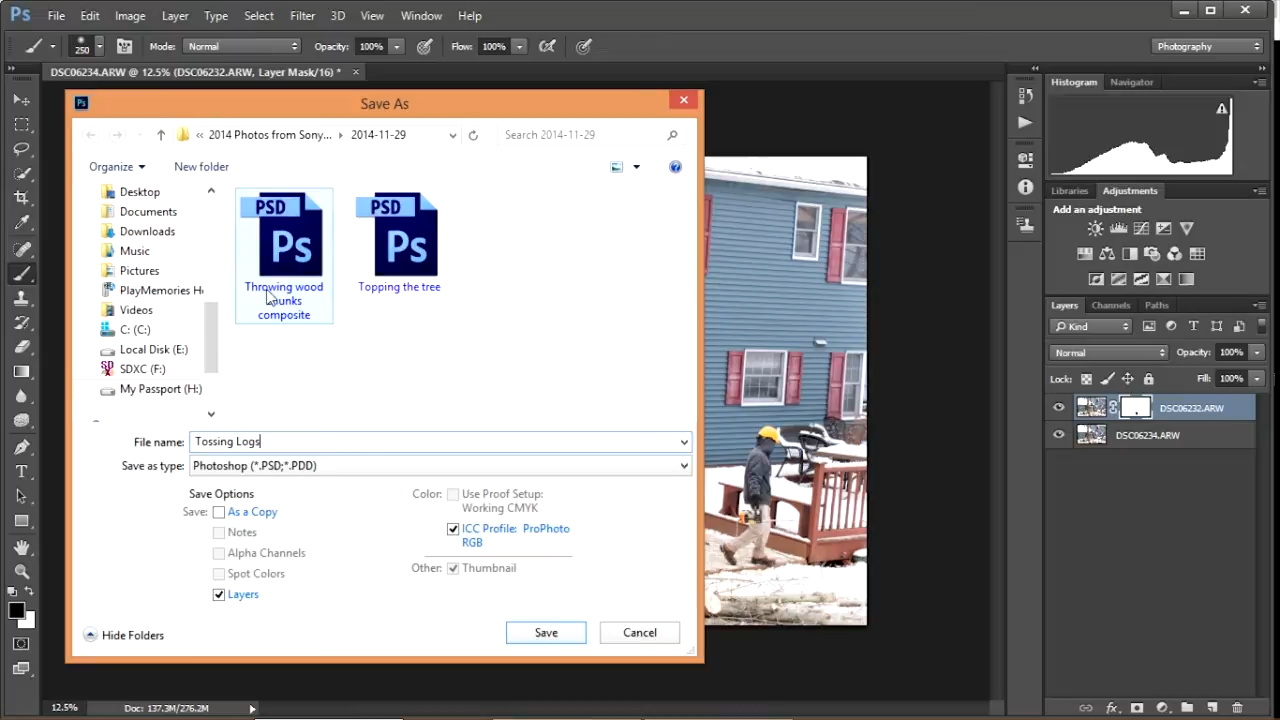 Ps File Edit Image Layer Type Select Filter 3D View Window Help
250 Mode: Normal Opacity: 100% Flow: 100% Photography
DSC06234.ARW @ 12.5% (DSC06232.ARW, Layer Mask/16) * ×
Save As
« 2014 Photos from Sony... 2014-11-29 Search 2014-11-29
Organize New folder
Desktop
Documents
Downloads
Music
Pictures
PlayMemories H
Videos
C: (C:)
Local Disk (E:)
SDXC (F:)
My Passport (H:)
PSD
Ps
Throwing wood
composite
PSD
Ps
Topping the tree
File name: Tossing Logs
Save as type: Photoshop (*.PSD;*.PDD)
Save Options
Save: As a Copy
Notes
Alpha Channels
Spot Colors
Layers
Color: Use Proof Setup:
Working CMYK
ICC Profile: ProPhoto
RGB
Other: Thumbnail
Hide Folders
Save Cancel
Histogram Navigator
Libraries Adjustments
Add an adjustment
Layers Channels Paths
Kind
Normal Opacity: 100%
Lock: Fill: 100%
DSC06232.ARW
DSC06234.ARW
12.5% Doc: 137.3M/276.2M